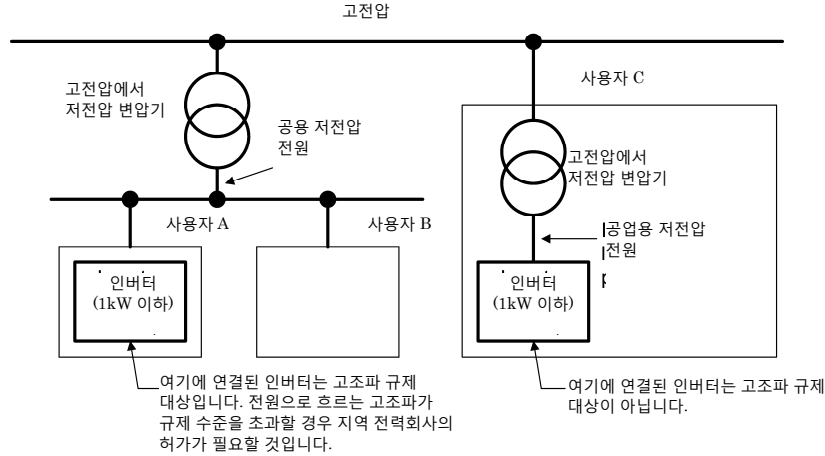 고전압
사용자 C
고전압에서
저전압 변압기
공용 저전압
전원
고전압에서
저전압 변압기
사용자 A
사용자 B
공업용 저전압
전원
인버터
(1kW 이하)
인버터
(1kW 이하)
여기에 연결된 인버터는 고조파 규제
대상입니다. 전원으로 흐르는 고조파가
규제 수준을 초과할 경우 지역 전력회사의
허가가 필요할 것입니다.
여기에 연결된 인버터는 고조파 규제
대상이 아닙니다.